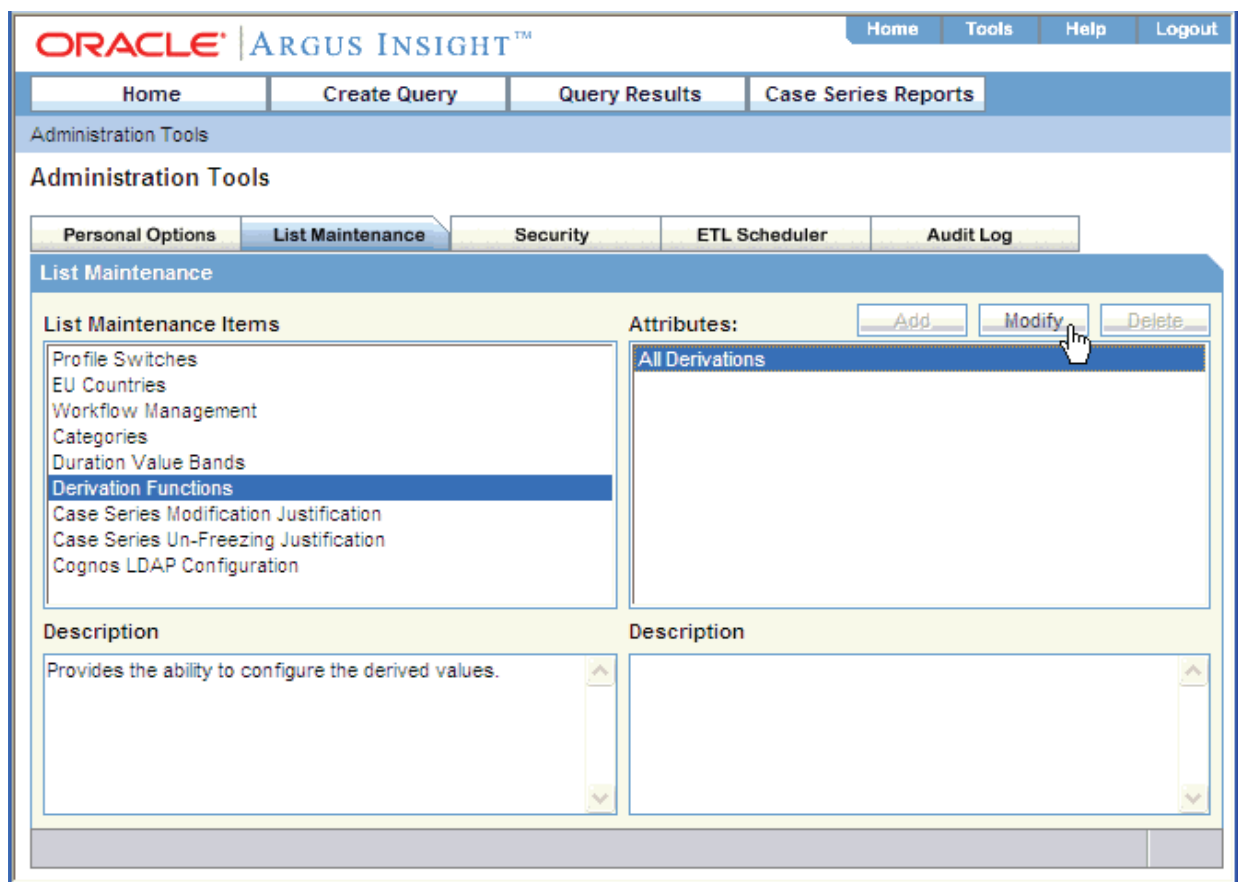 Home Tools Help Logout
ORACLE® | ARGUS INSIGHT™
Home Create Query Query Results Case Series Reports
Administration Tools
Administration Tools
Personal Options List Maintenance Security ETL Scheduler Audit Log
List Maintenance
List Maintenance Items
Attributes: Add Modify Delete
Profile Switches
EU Countries
Workflow Management
Categories
Duration Value Bands
Derivation Functions
Case Series Modification Justification
Case Series Un-Freezing Justification
Cognos LDAP Configuration
All Derivations
Description
Provides the ability to configure the derived values.
Description